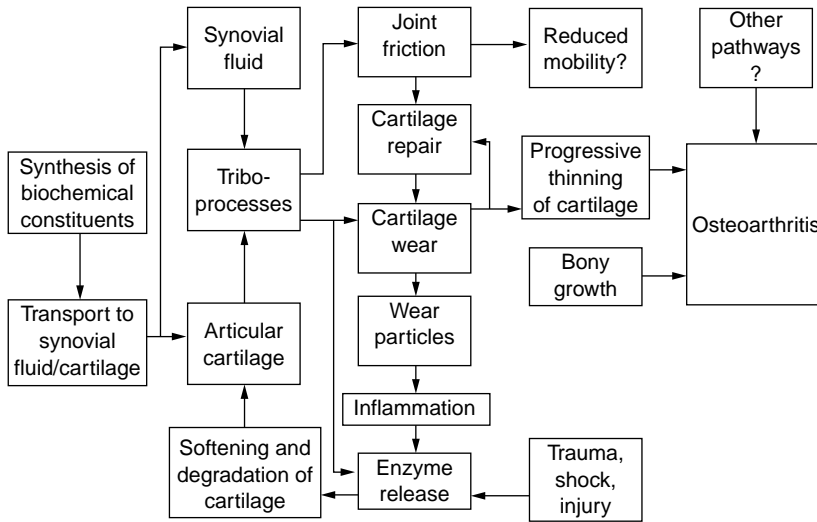 Synovial
fluid
Joint
friction
Reduced
mobility?
Other
pathways
?
Cartilage
repair
Synthesis of
biochemical
constituents
Tribo-
processes
Progressive
thinning
of cartilage
Cartilage
wear
Osteoarthritis
Bony
growth
Transport to
synovial
fluid/cartilage
Articular
cartilage
Wear
particles
Inflammation
Softening and
degradation of
cartilage
Enzyme
release
Trauma,
shock,
injury